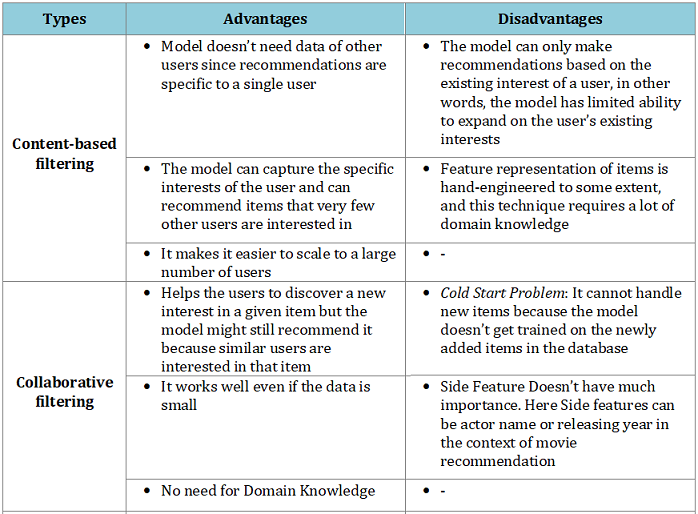 Types Advantages Disadvantages
Content-based
filtering
• Model doesn’t need data of other
users since recommendations are
specific to a single user
• The model can only make
recommendations based on the
existing interest of a user, in other
words, the model has limited ability
to expand on the user’s existing
interests
• The model can capture the specific
interests of the user and can
recommend items that very few
other users are interested in
• Feature representation of items is
hand-engineered to some extent,
and this technique requires a lot of
domain knowledge
• It makes it easier to scale to a large
number of users
• -
Collaborative
filtering
• Helps the users to discover a new
interest in a given item but the
model might still recommend it
because similar users are
interested in that item
• Cold Start Problem: It cannot handle
new items because the model
doesn’t get trained on the newly
added items in the database
• It works well even if the data is
small
• Side Feature Doesn’t have much
importance. Here Side features can
be actor name or releasing year in
the context of movie
recommendation
• No need for Domain Knowledge
• -